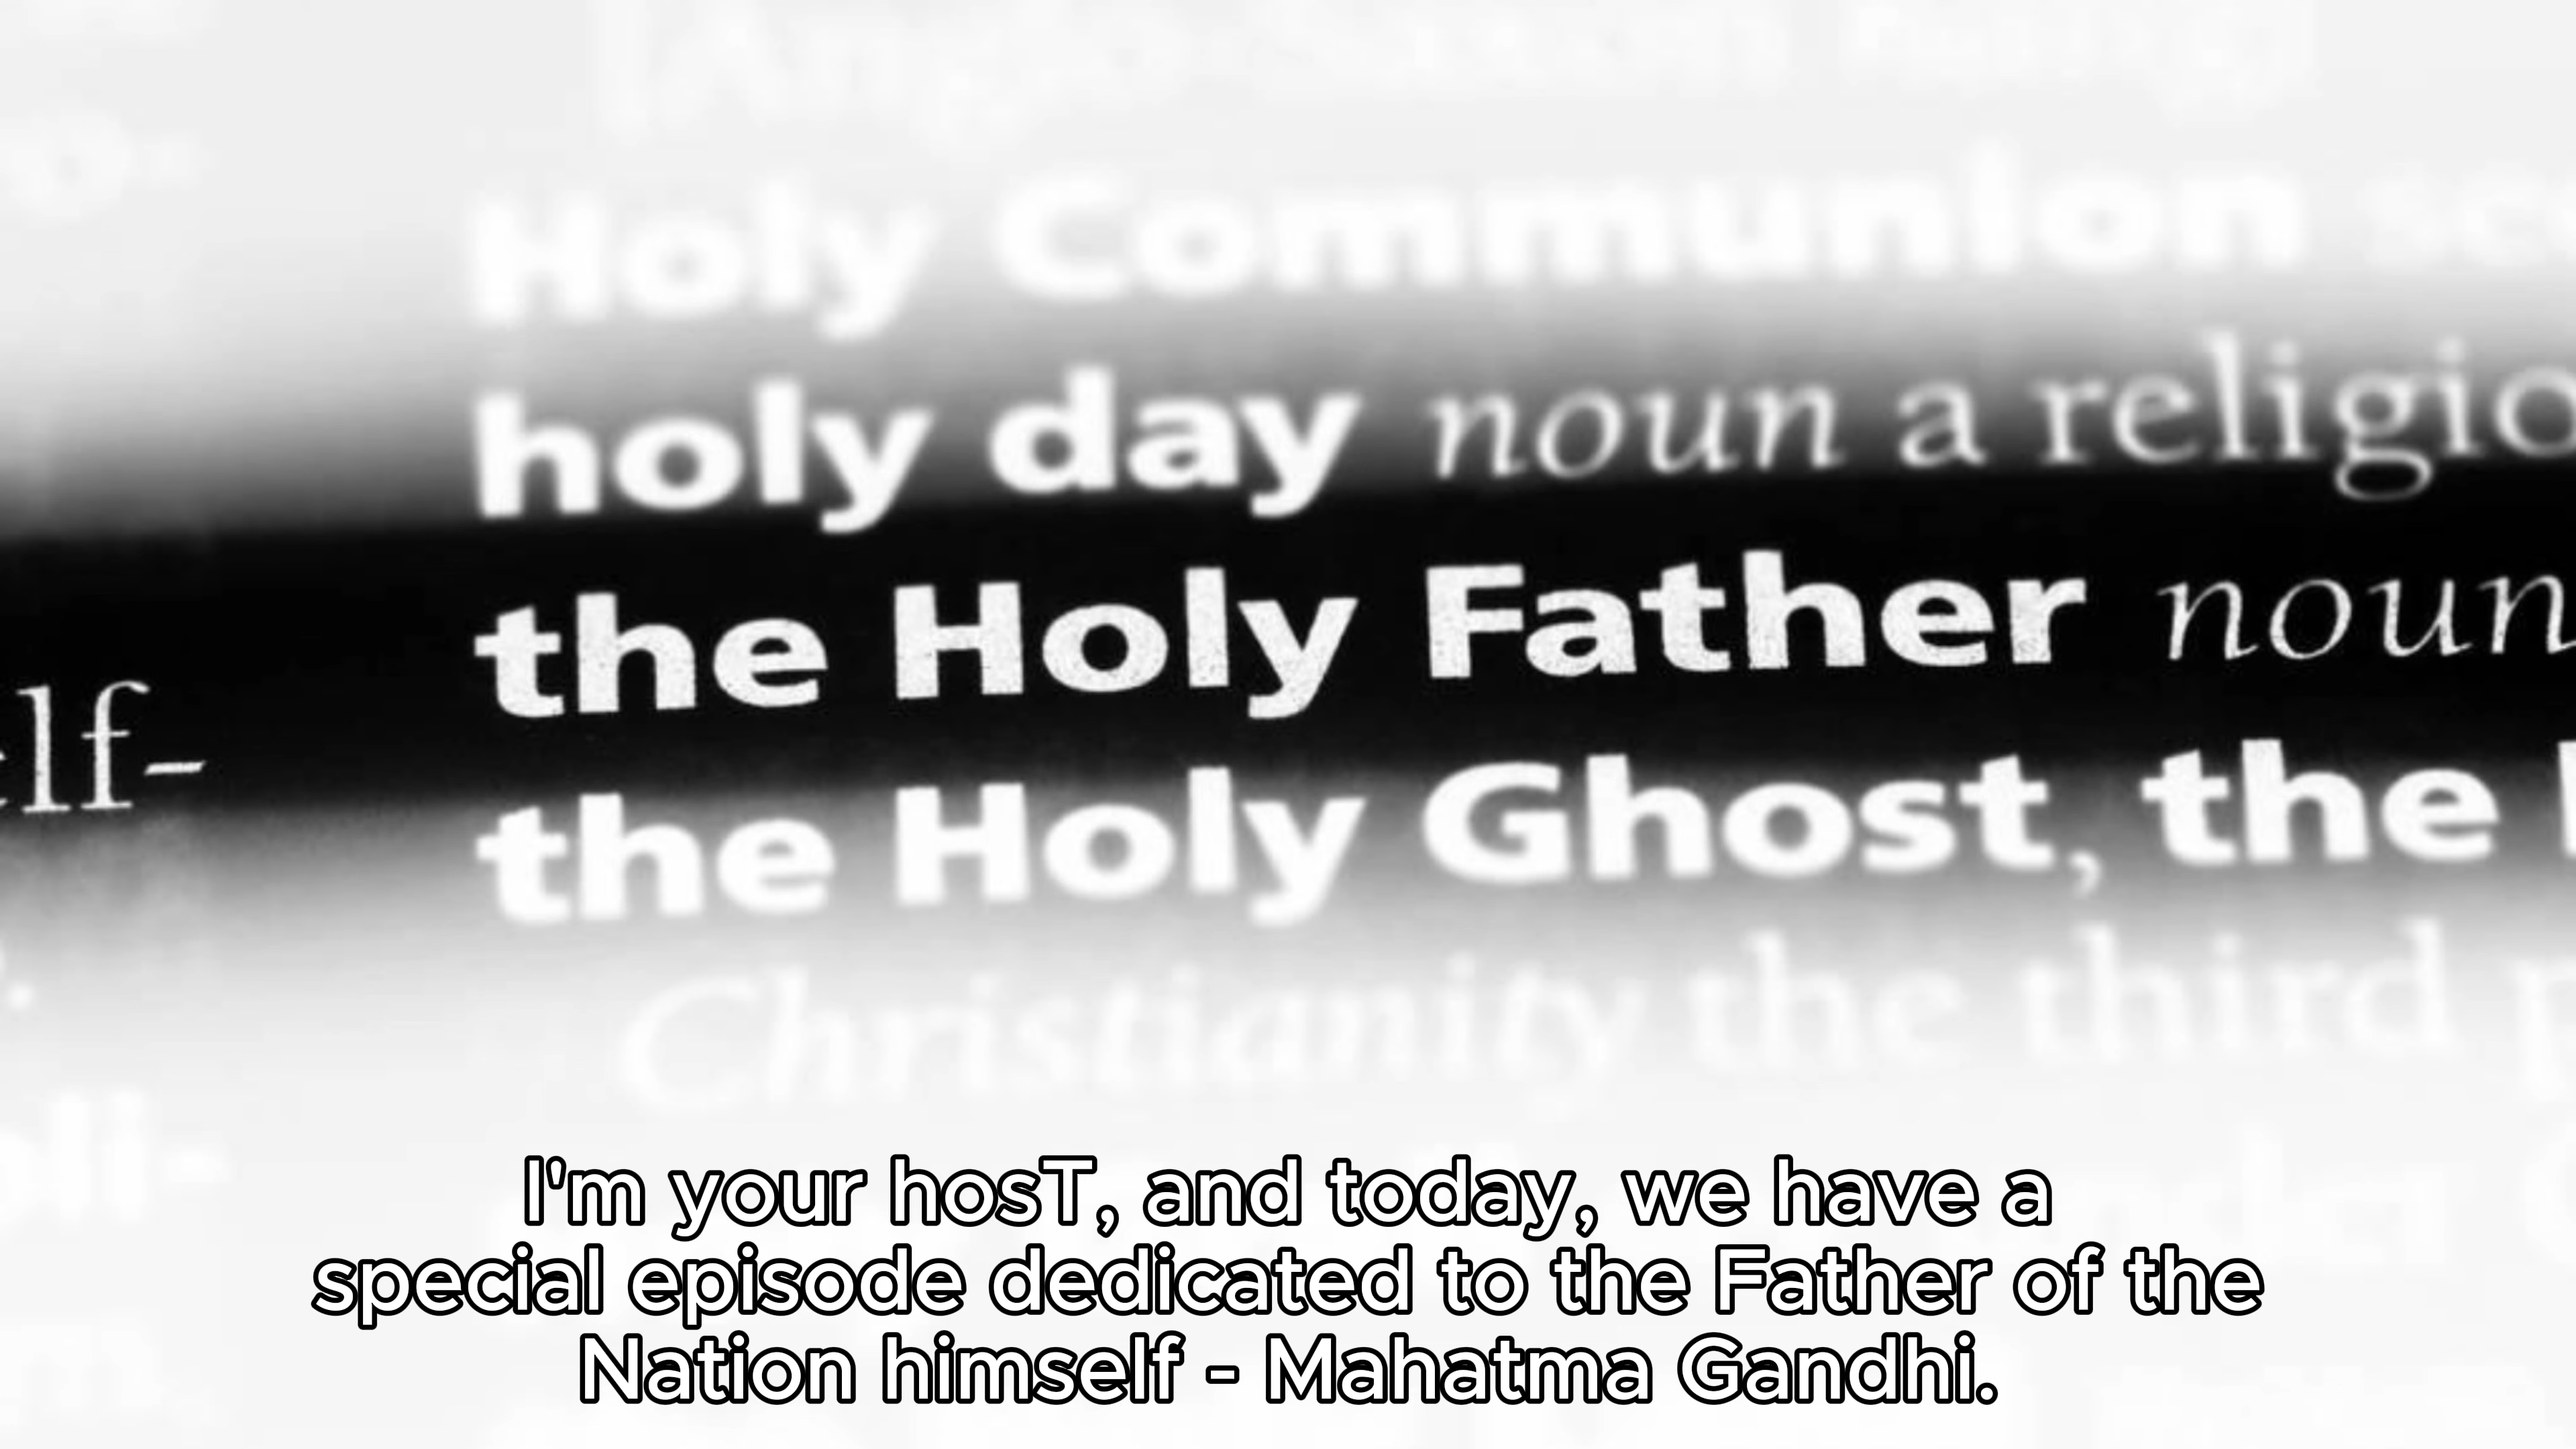 Holy Communion
holy day noun a religio
elf-
the Holy Father noun
the Holy Ghost, the
Christianity the third
I'm your hosT, and today, we have a
special episode dedicated to the Father of the
Nation himself - Mahatma Gandhi.